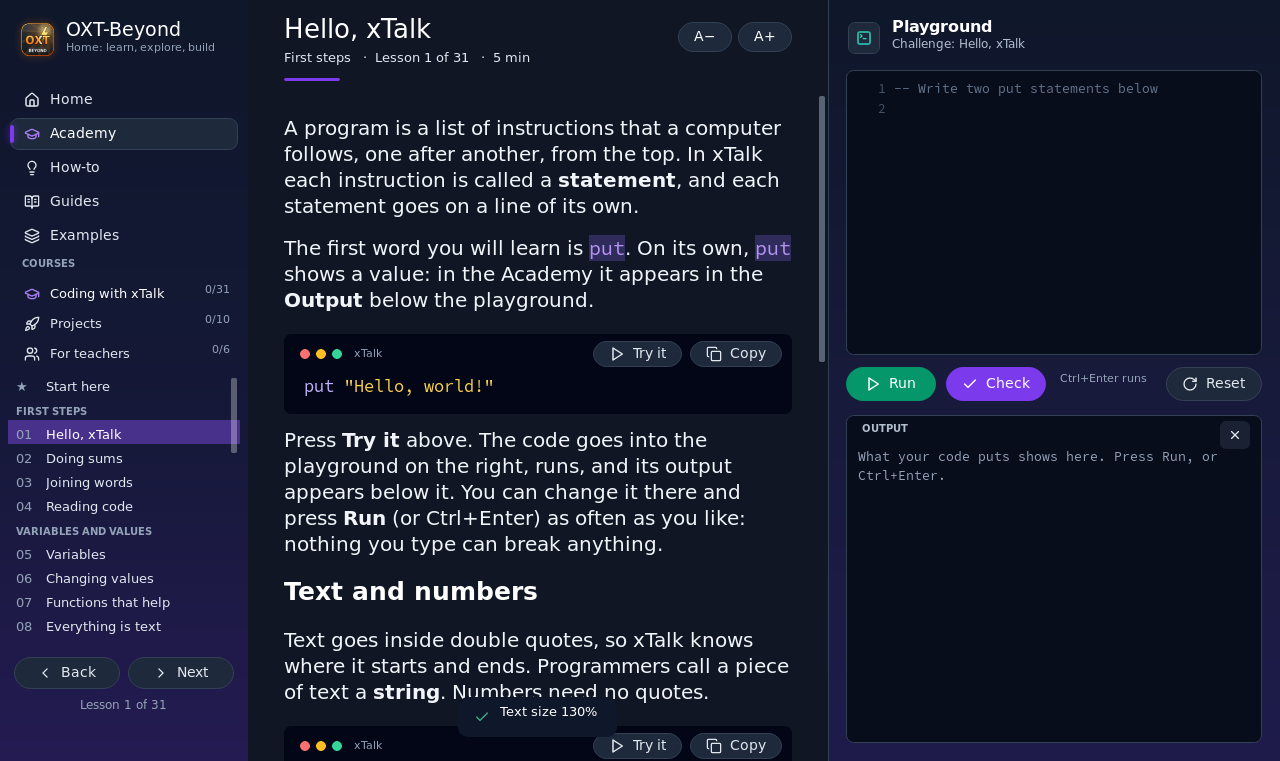 OXT
BEYOND
OXT-Beyond
Home: learn, explore, build
Home
Academy
How-to
Guides
Examples
COURSES
Coding with xTalk 0/31
Projects 0/10
For teachers 0/6
★ Start here
FIRST STEPS
01 Hello, xTalk
02 Doing sums
03 Joining words
04 Reading code
VARIABLES AND VALUES
05 Variables
06 Changing values
07 Functions that help
08 Everything is text
Back Next
Lesson 1 of 31
Hello, xTalk
First steps · Lesson 1 of 31 · 5 min
A− A+
A program is a list of instructions that a computer
follows, one after another, from the top. In xTalk
each instruction is called a statement, and each
statement goes on a line of its own.
The first word you will learn is put. On its own, put
shows a value: in the Academy it appears in the
Output below the playground.
xTalk Try it Copy
put "Hello, world!"
Press Try it above. The code goes into the
playground on the right, runs, and its output
appears below it. You can change it there and
press Run (or Ctrl+Enter) as often as you like:
nothing you type can break anything.
Text and numbers
Text goes inside double quotes, so xTalk knows
where it starts and ends. Programmers call a piece
of text a string. Numbers need no quotes.
Text size 130%
xTalk Try it Copy
Playground
Challenge: Hello, xTalk
1 -- Write two put statements below
2
Run Check Ctrl+Enter runs Reset
OUTPUT
What your code puts shows here. Press Run, or
Ctrl+Enter.